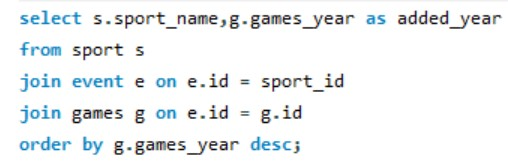 select s.sport_name,g.games_year as added_year
from sport s
join event e on e.id = sport_id
join games g on e.id = g.id
order by g.games_year desc;